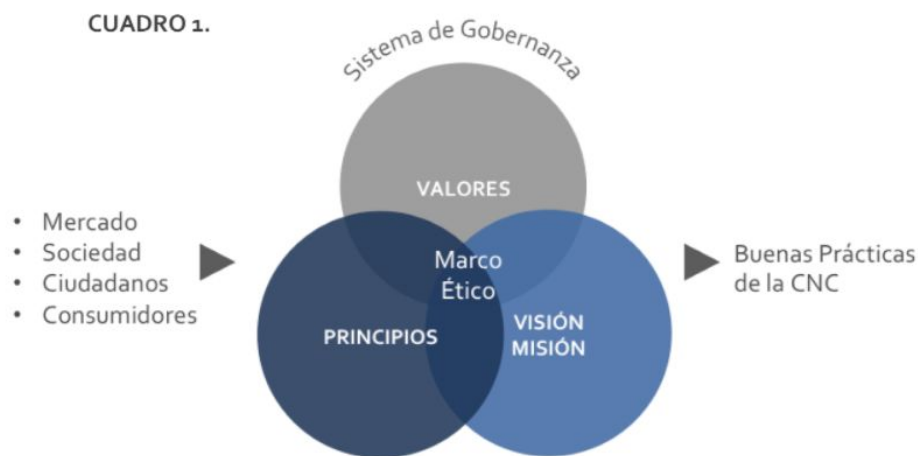 CUADRO 1.
Sistema de Gobernanza
VALORES
• Mercado
• Sociedad
• Ciudadanos
• Consumidores
Marco
Ético
PRINCIPIOS
VISIÓN
MISIÓN
Buenas Prácticas
de la CNC